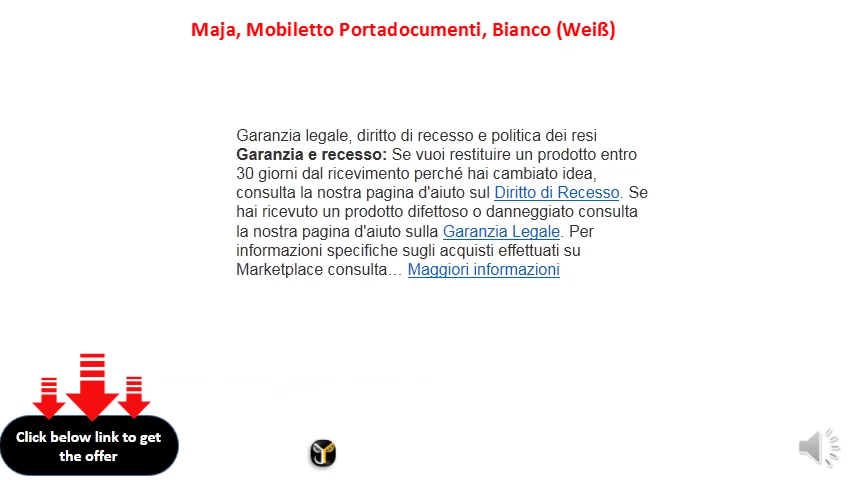 Maja, Mobiletto Portadocumenti, Bianco (Weiß)
Garanzia legale, diritto di recesso e politica dei resi
Garanzia e recesso: Se vuoi restituire un prodotto entro
30 giorni dal ricevimento perché hai cambiato idea,
consulta la nostra pagina d'aiuto sul Diritto di Recesso. Se
hai ricevuto un prodotto difettoso o danneggiato consulta
la nostra pagina d'aiuto sulla Garanzia Legale. Per
informazioni specifiche sugli acquisti effettuati su
Marketplace consulta… Maggiori informazioni
Click below link to get
the offer